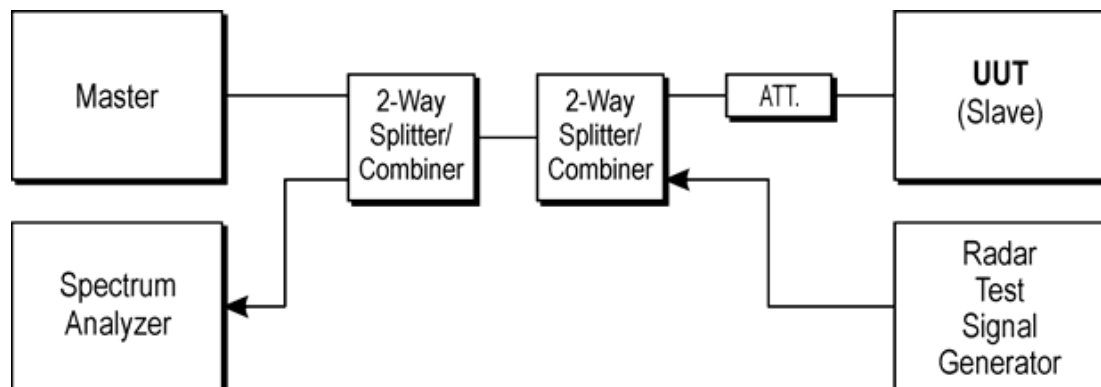 Master
2-Way
Splitter/
Combiner
2-Way
Splitter/
Combiner
ATT.
UUT
(Slave)
Spectrum
Analyzer
Radar
Test
Signal
Generator